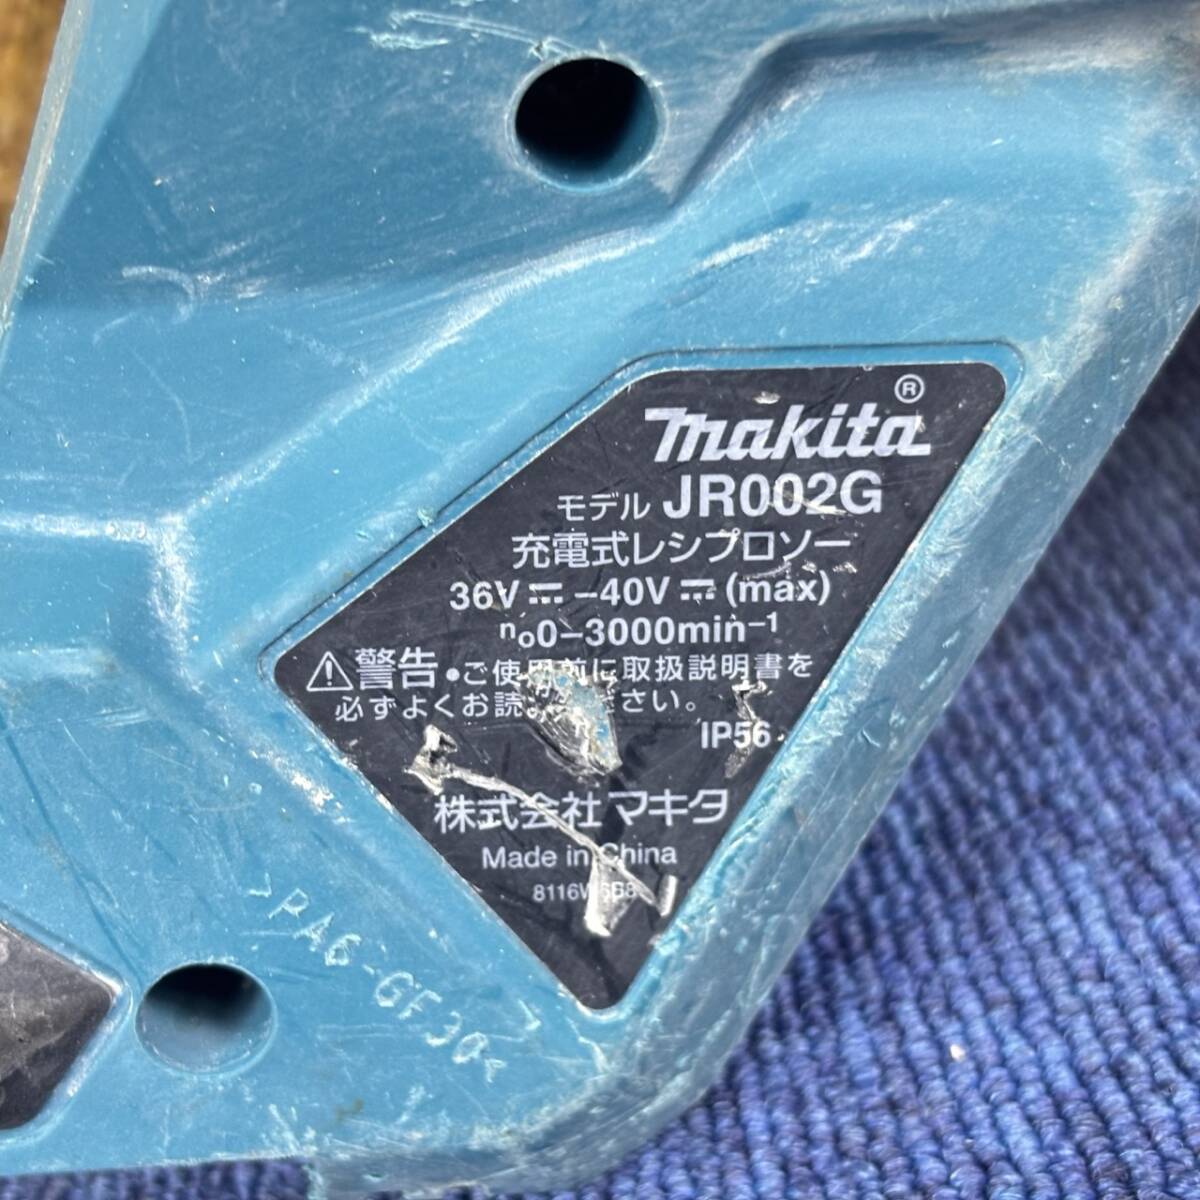 makita®
モデル JR002G
充電式レシプロソー
36V ⎓ -40V ⎓ (max)
n₀0-3000min⁻¹
⚠警告 •ご使用前に取扱説明書を
必ずよくお読みください。
IP56
株式会社 マキタ
Made in China
>PA6-GF30<